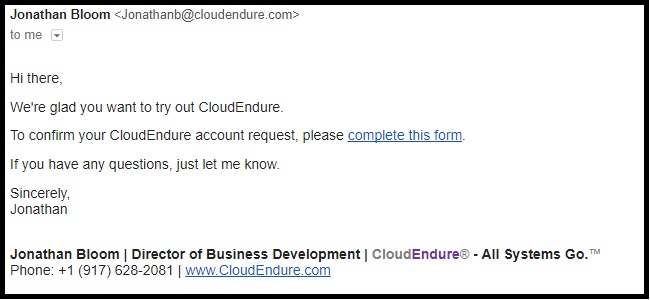 Jonathan Bloom <Jonathanb@cloudendure.com>
to me
Hi there,
We're glad you want to try out CloudEndure.
To confirm your CloudEndure account request, please complete this form.
If you have any questions, just let me know.
Sincerely,
Jonathan
Jonathan Bloom | Director of Business Development | CloudEndure® - All Systems Go.™
Phone: +1 (917) 628-2081 | www.CloudEndure.com